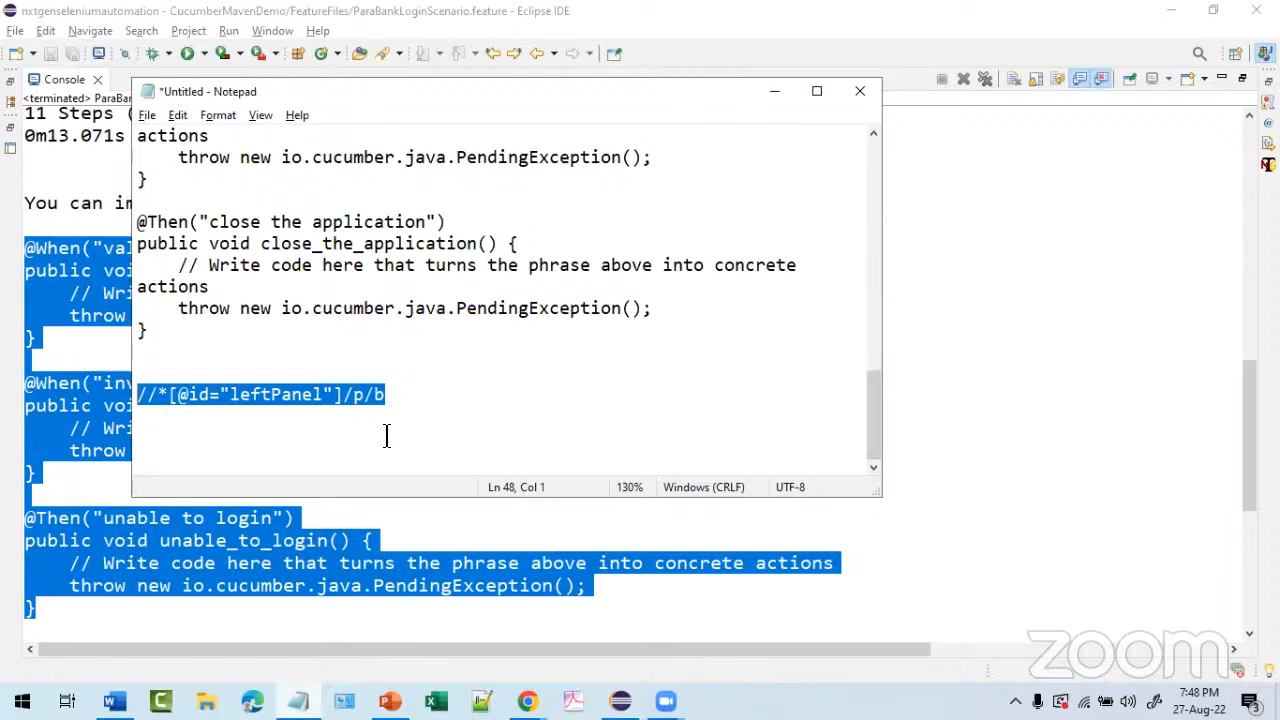 nxtgenseleniumautomation - CucumberMavenDemo/FeatureFiles/ParaBankLoginScenario.feature - Eclipse IDE
File Edit Navigate Search Project Run Window Help
Console
<terminated> ParaBan
11 Steps (
0m13.071s
You can im
@When("val
public voi
// Wri
throw
}
@When("inv
public voi
// Wri
throw
}
@Then("unable to login")
public void unable_to_login() {
// Write code here that turns the phrase above into concrete actions
throw new io.cucumber.java.PendingException();
}
*Untitled - Notepad
File Edit Format View Help
actions
throw new io.cucumber.java.PendingException();
}
@Then("close the application")
public void close_the_application() {
// Write code here that turns the phrase above into concrete
actions
throw new io.cucumber.java.PendingException();
}
//*[@id="leftPanel"]/p/b
Ln 48, Col 1 130% Windows (CRLF) UTF-8
zoom
7:48 PM
27-Aug-22
3